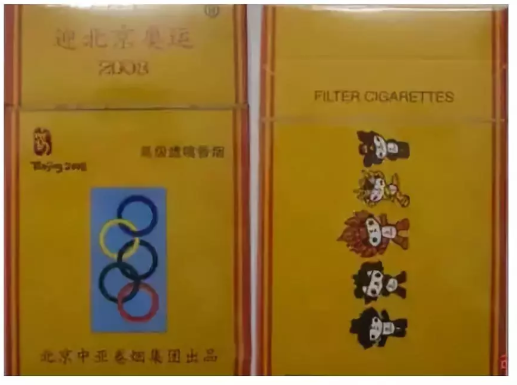 迎北京奥运
2008
Beijing 2008
高级透嘴香烟
北京中亚卷烟集团出品
FILTER CIGARETTES